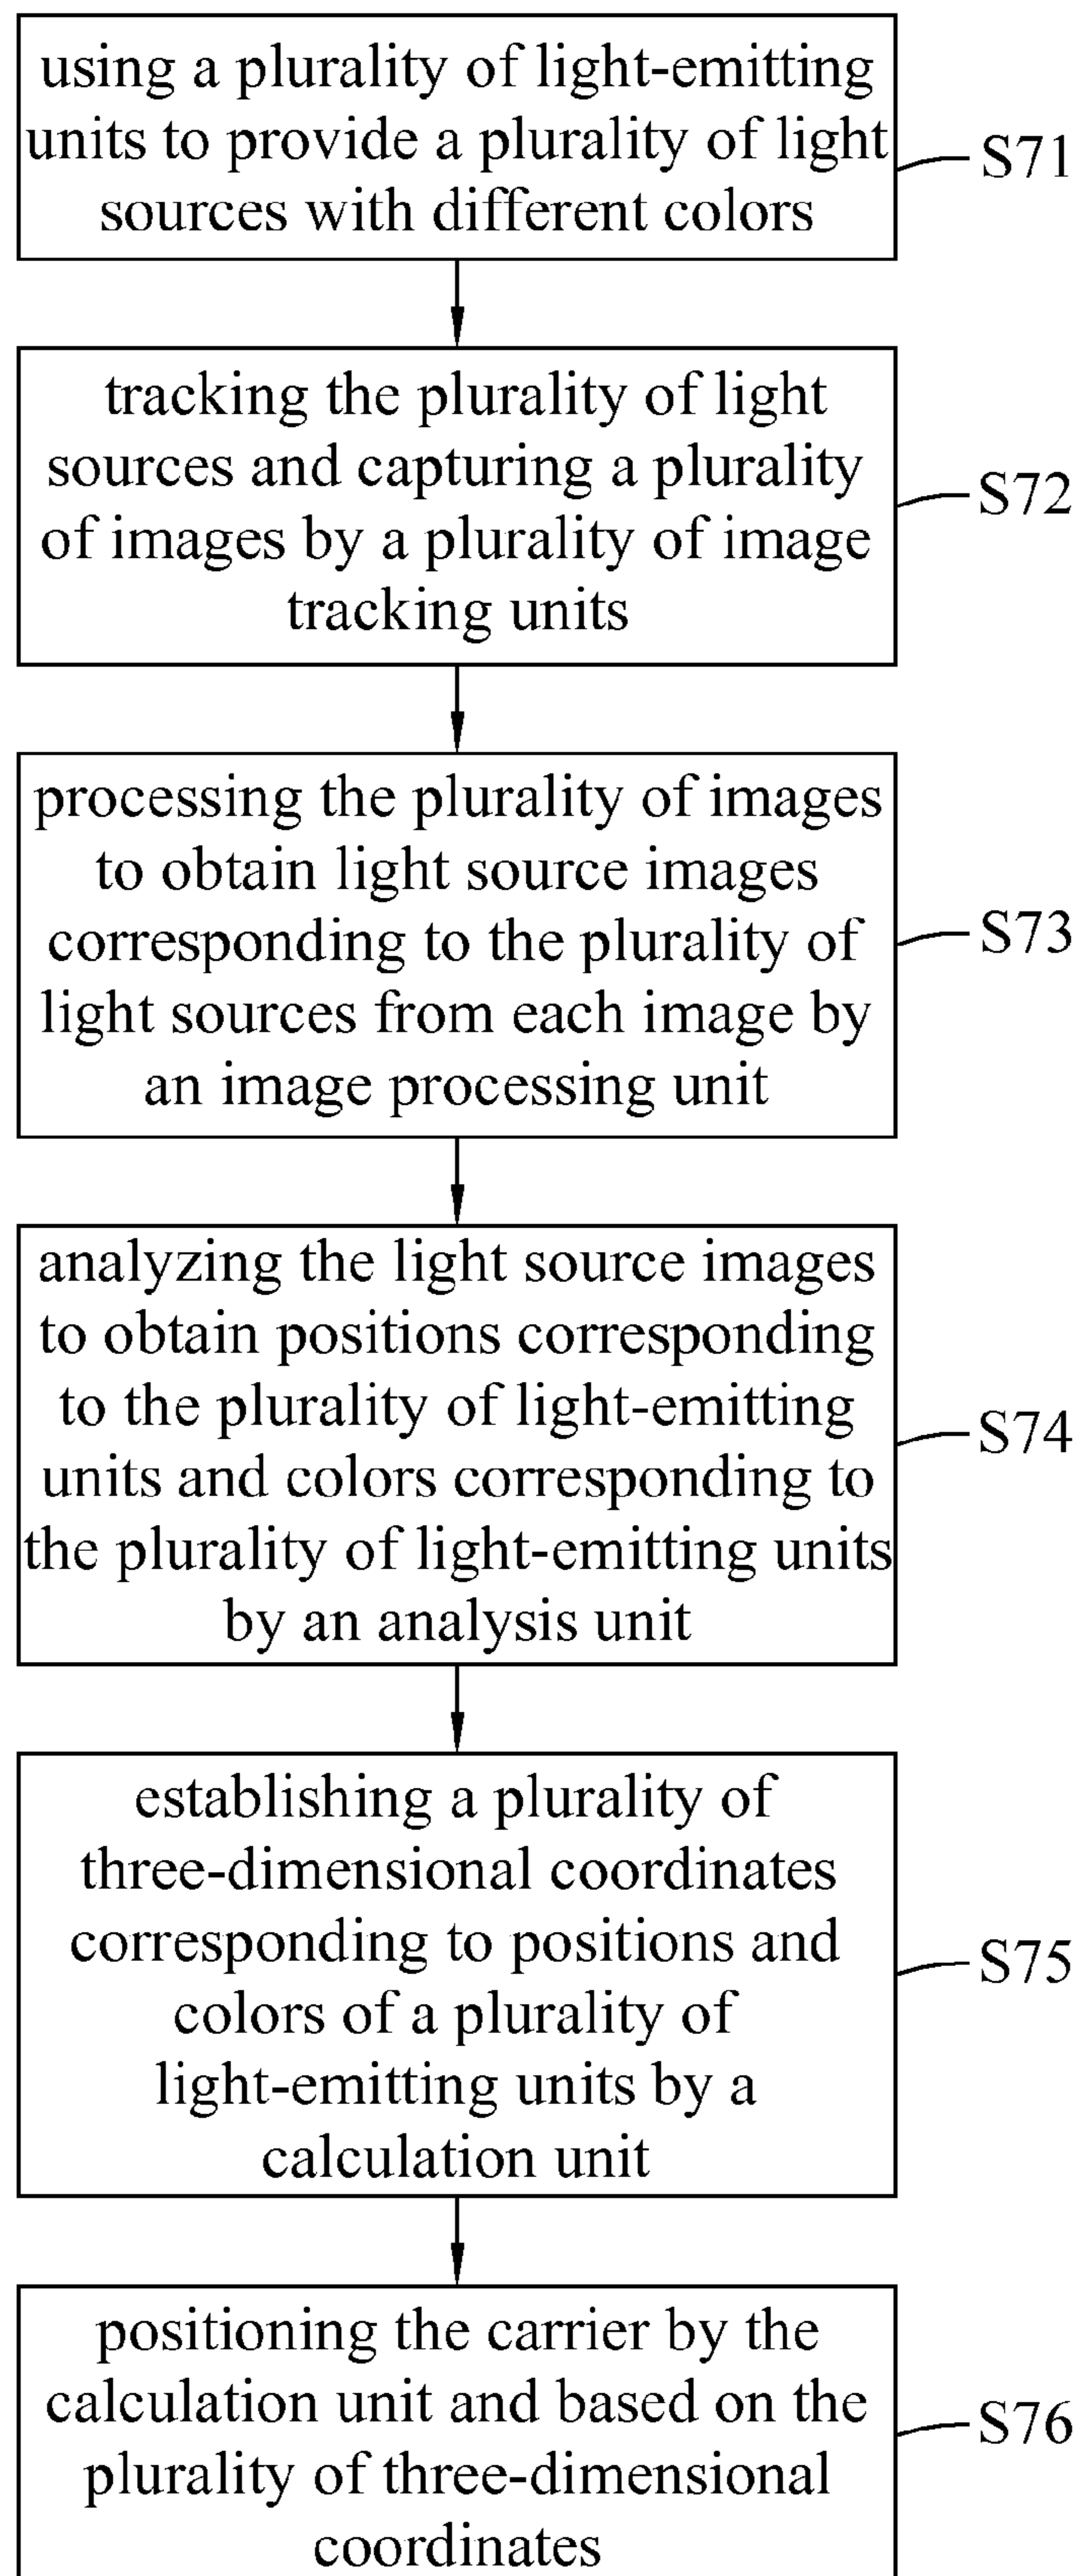 using a plurality of light-emitting
units to provide a plurality of light
sources with different colors
S71
tracking the plurality of light
sources and capturing a plurality
of images by a plurality of image
tracking units
S72
processing the plurality of images
to obtain light source images
corresponding to the plurality of
light sources from each image by
an image processing unit
S73
analyzing the light source images
to obtain positions corresponding
to the plurality of light-emitting
units and colors corresponding to
the plurality of light-emitting units
by an analysis unit
S74
establishing a plurality of
three-dimensional coordinates
corresponding to positions and
colors of a plurality of
light-emitting units by a
calculation unit
S75
positioning the carrier by the
calculation unit and based on the
plurality of three-dimensional
coordinates
S76